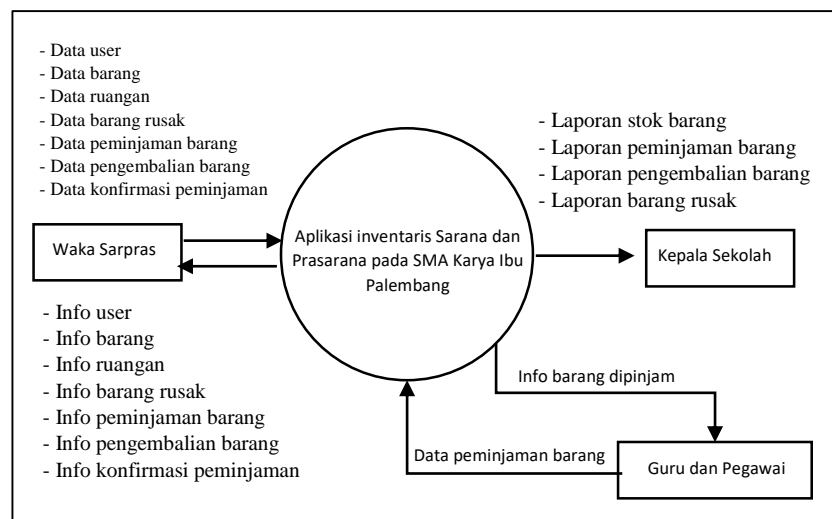 - Data user
- Data barang
- Data ruangan
- Data barang rusak
- Data peminjaman barang
- Data pengembalian barang
- Data konfirmasi peminjaman
- Laporan stok barang
- Laporan peminjaman barang
- Laporan pengembalian barang
- Laporan barang rusak
Waka Sarpras
Aplikasi inventaris Sarana dan
Prasarana pada SMA Karya Ibu
Palembang
Kepala Sekolah
- Info user
- Info barang
- Info ruangan
- Info barang rusak
- Info peminjaman barang
- Info pengembalian barang
- Info konfirmasi peminjaman
Info barang dipinjam
Data peminjaman barang
Guru dan Pegawai